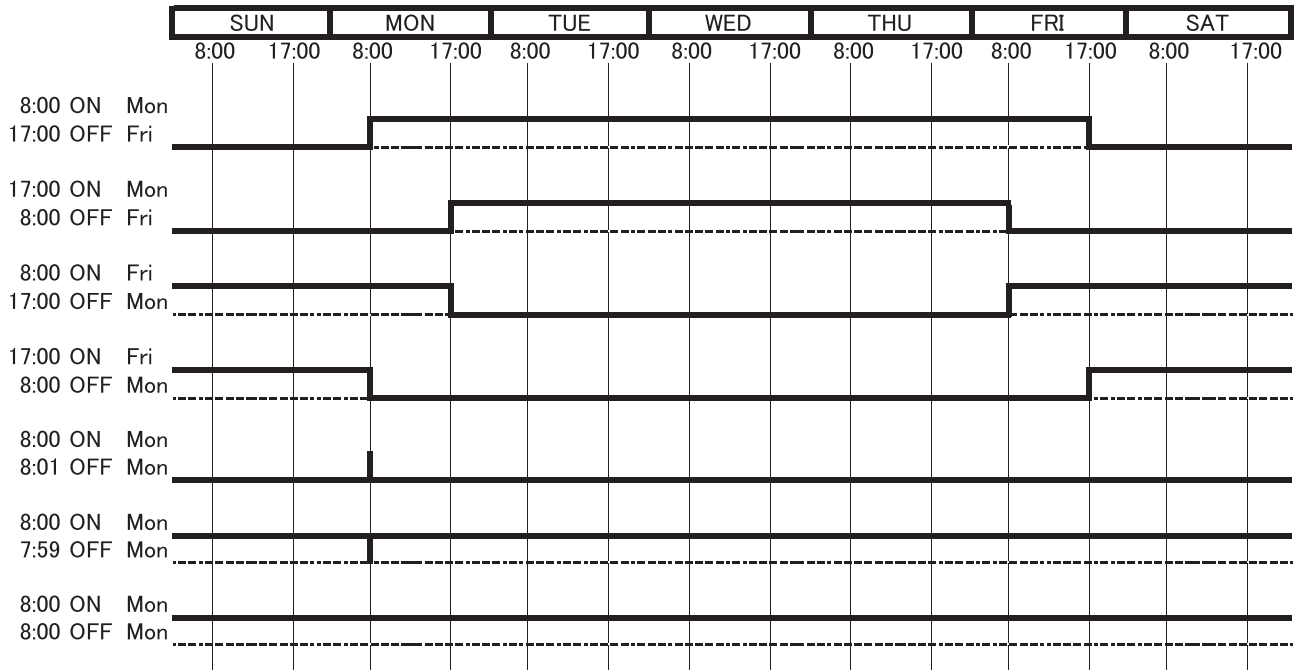 SUN MON TUE WED THU FRI SAT
8:00 17:00 8:00 17:00 8:00 17:00 8:00 17:00 8:00 17:00 8:00 17:00 8:00 17:00
8:00 ON Mon
17:00 OFF Fri
17:00 ON Mon
8:00 OFF Fri
8:00 ON Fri
17:00 OFF Mon
17:00 ON Fri
8:00 OFF Mon
8:00 ON Mon
8:01 OFF Mon
8:00 ON Mon
7:59 OFF Mon
8:00 ON Mon
8:00 OFF Mon